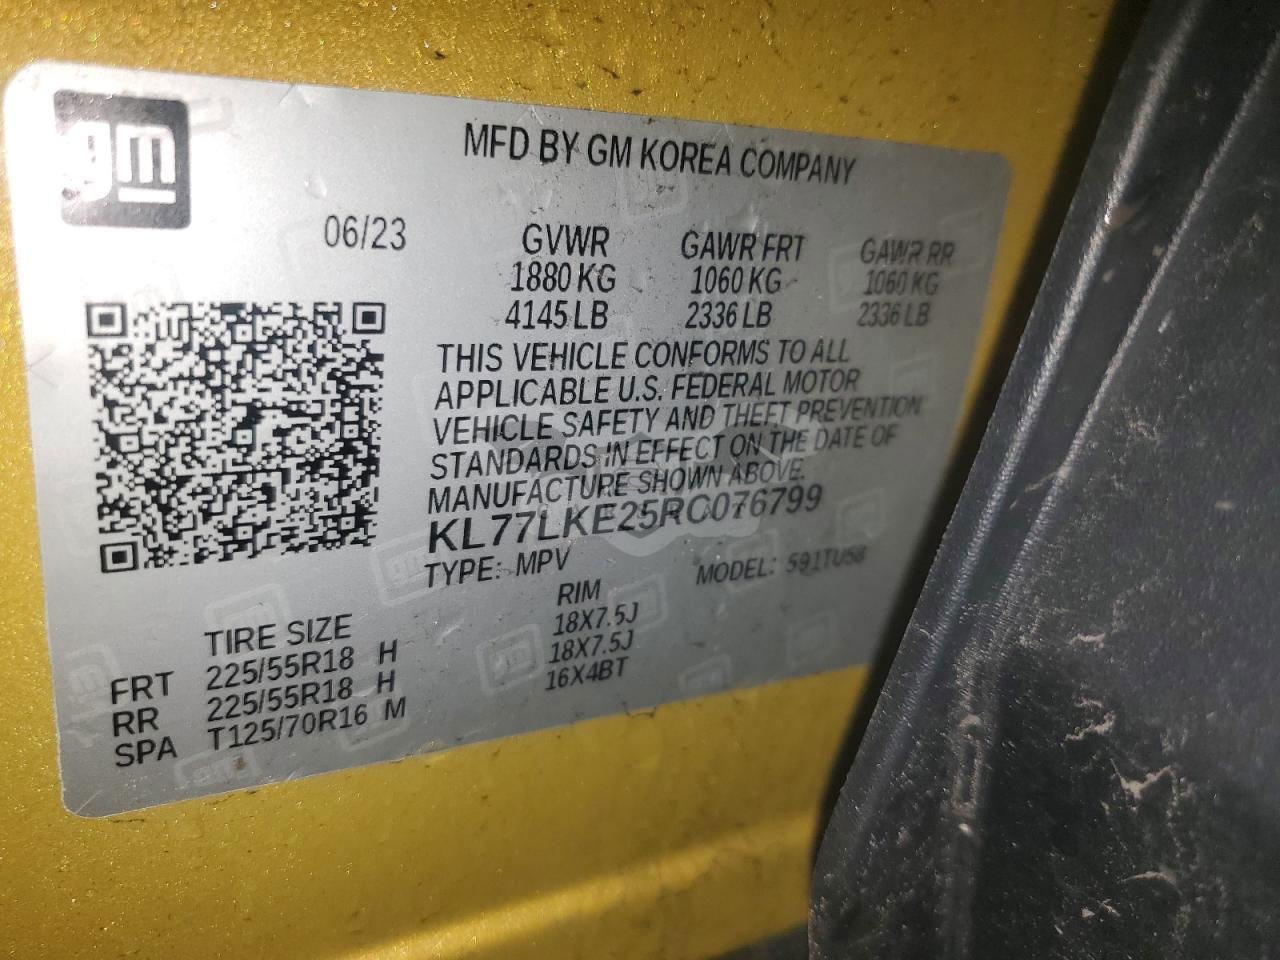 gm
MFD BY GM KOREA COMPANY
06/23 GVWR GAWR FRT GAWR RR
1880 KG 1060 KG 1060 KG
4145 LB 2336 LB 2336 LB
THIS VEHICLE CONFORMS TO ALL
APPLICABLE U.S. FEDERAL MOTOR
VEHICLE SAFETY AND THEFT PREVENTION
STANDARDS IN EFFECT ON THE DATE OF
MANUFACTURE SHOWN ABOVE.
KL77LKE25RC076799
TYPE: MPV MODEL: 591TU58
TIRE SIZE RIM
FRT 225/55R18 H 18X7.5J
RR 225/55R18 H 18X7.5J
SPA T125/70R16 M 16X4BT